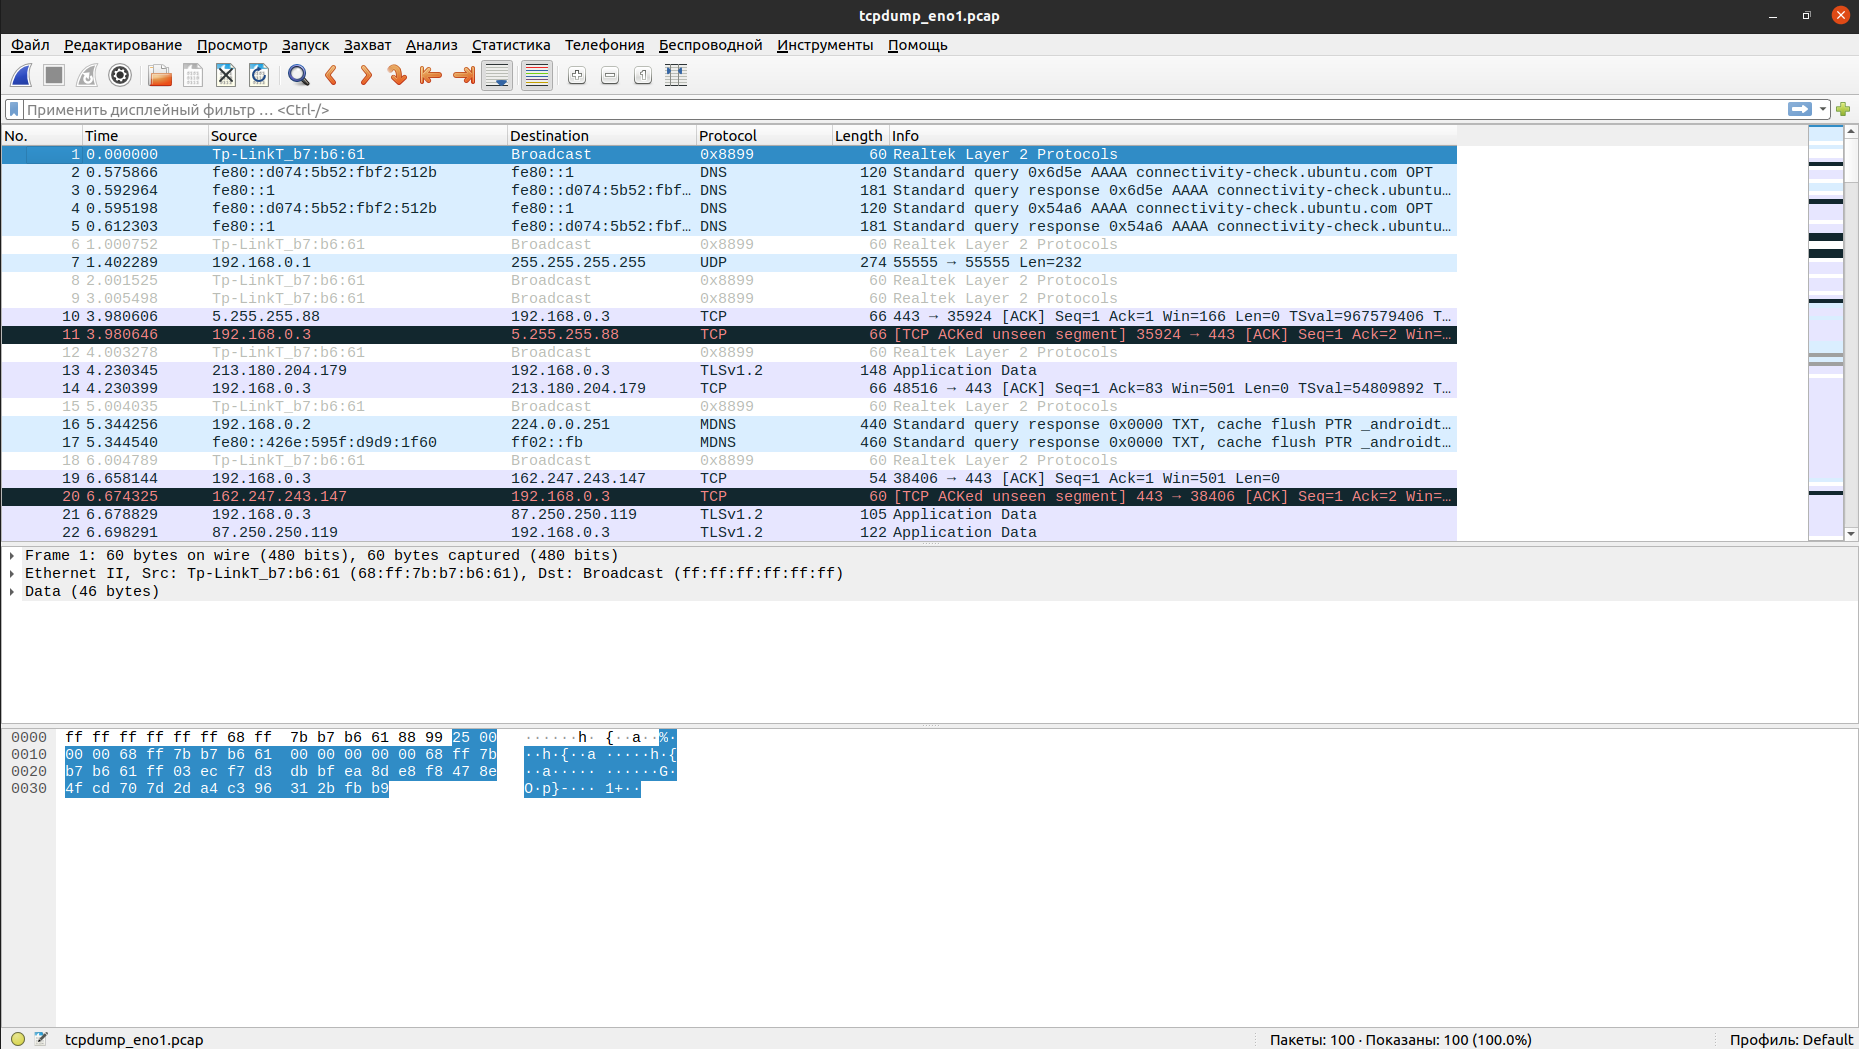 tcpdump_eno1.pcap
Файл Редактирование Просмотр Запуск Захват Анализ Статистика Телефония Беспроводной Инструменты Помощь
Применить дисплейный фильтр … <Ctrl-/>
No. Time Source Destination Protocol Length Info
1 0.000000 Tp-LinkT_b7:b6:61 Broadcast 0x8899 60 Realtek Layer 2 Protocols
2 0.575866 fe80::d074:5b52:fbf2:512b fe80::1 DNS 120 Standard query 0x6d5e AAAA connectivity-check.ubuntu.com OPT
3 0.592964 fe80::1 fe80::d074:5b52:fbf… DNS 181 Standard query response 0x6d5e AAAA connectivity-check.ubuntu…
4 0.595198 fe80::d074:5b52:fbf2:512b fe80::1 DNS 120 Standard query 0x54a6 AAAA connectivity-check.ubuntu.com OPT
5 0.612303 fe80::1 fe80::d074:5b52:fbf… DNS 181 Standard query response 0x54a6 AAAA connectivity-check.ubuntu…
6 1.000752 Tp-LinkT_b7:b6:61 Broadcast 0x8899 60 Realtek Layer 2 Protocols
7 1.402289 192.168.0.1 255.255.255.255 UDP 274 55555 → 55555 Len=232
8 2.001525 Tp-LinkT_b7:b6:61 Broadcast 0x8899 60 Realtek Layer 2 Protocols
9 3.005498 Tp-LinkT_b7:b6:61 Broadcast 0x8899 60 Realtek Layer 2 Protocols
10 3.980606 5.255.255.88 192.168.0.3 TCP 66 443 → 35924 [ACK] Seq=1 Ack=1 Win=166 Len=0 TSval=967579406 T…
11 3.980646 192.168.0.3 5.255.255.88 TCP 66 [TCP ACKed unseen segment] 35924 → 443 [ACK] Seq=1 Ack=2 Win=…
12 4.003278 Tp-LinkT_b7:b6:61 Broadcast 0x8899 60 Realtek Layer 2 Protocols
13 4.230345 213.180.204.179 192.168.0.3 TLSv1.2 148 Application Data
14 4.230399 192.168.0.3 213.180.204.179 TCP 66 48516 → 443 [ACK] Seq=1 Ack=83 Win=501 Len=0 TSval=54809892 T…
15 5.004035 Tp-LinkT_b7:b6:61 Broadcast 0x8899 60 Realtek Layer 2 Protocols
16 5.344256 192.168.0.2 224.0.0.251 MDNS 440 Standard query response 0x0000 TXT, cache flush PTR _androidt…
17 5.344540 fe80::426e:595f:d9d9:1f60 ff02::fb MDNS 460 Standard query response 0x0000 TXT, cache flush PTR _androidt…
18 6.004789 Tp-LinkT_b7:b6:61 Broadcast 0x8899 60 Realtek Layer 2 Protocols
19 6.658144 192.168.0.3 162.247.243.147 TCP 54 38406 → 443 [ACK] Seq=1 Ack=1 Win=501 Len=0
20 6.674325 162.247.243.147 192.168.0.3 TCP 60 [TCP ACKed unseen segment] 443 → 38406 [ACK] Seq=1 Ack=2 Win=…
21 6.678829 192.168.0.3 87.250.250.119 TLSv1.2 105 Application Data
22 6.698291 87.250.250.119 192.168.0.3 TLSv1.2 122 Application Data
Frame 1: 60 bytes on wire (480 bits), 60 bytes captured (480 bits)
Ethernet II, Src: Tp-LinkT_b7:b6:61 (68:ff:7b:b7:b6:61), Dst: Broadcast (ff:ff:ff:ff:ff:ff)
Data (46 bytes)
0000 ff ff ff ff ff ff 68 ff 7b b7 b6 61 88 99 25 00 ······h· {··a··%·
0010 00 00 68 ff 7b b7 b6 61 00 00 00 00 00 68 ff 7b ··h·{··a ·····h·{
0020 b7 b6 61 ff 03 ec f7 d3 db bf ea 8d e8 f8 47 8e ··a····· ······G·
0030 4f cd 70 7d 2d a4 c3 96 31 2b fb b9 O·p}-··· 1+··
tcpdump_eno1.pcap Пакеты: 100 · Показаны: 100 (100.0%) Профиль: Default